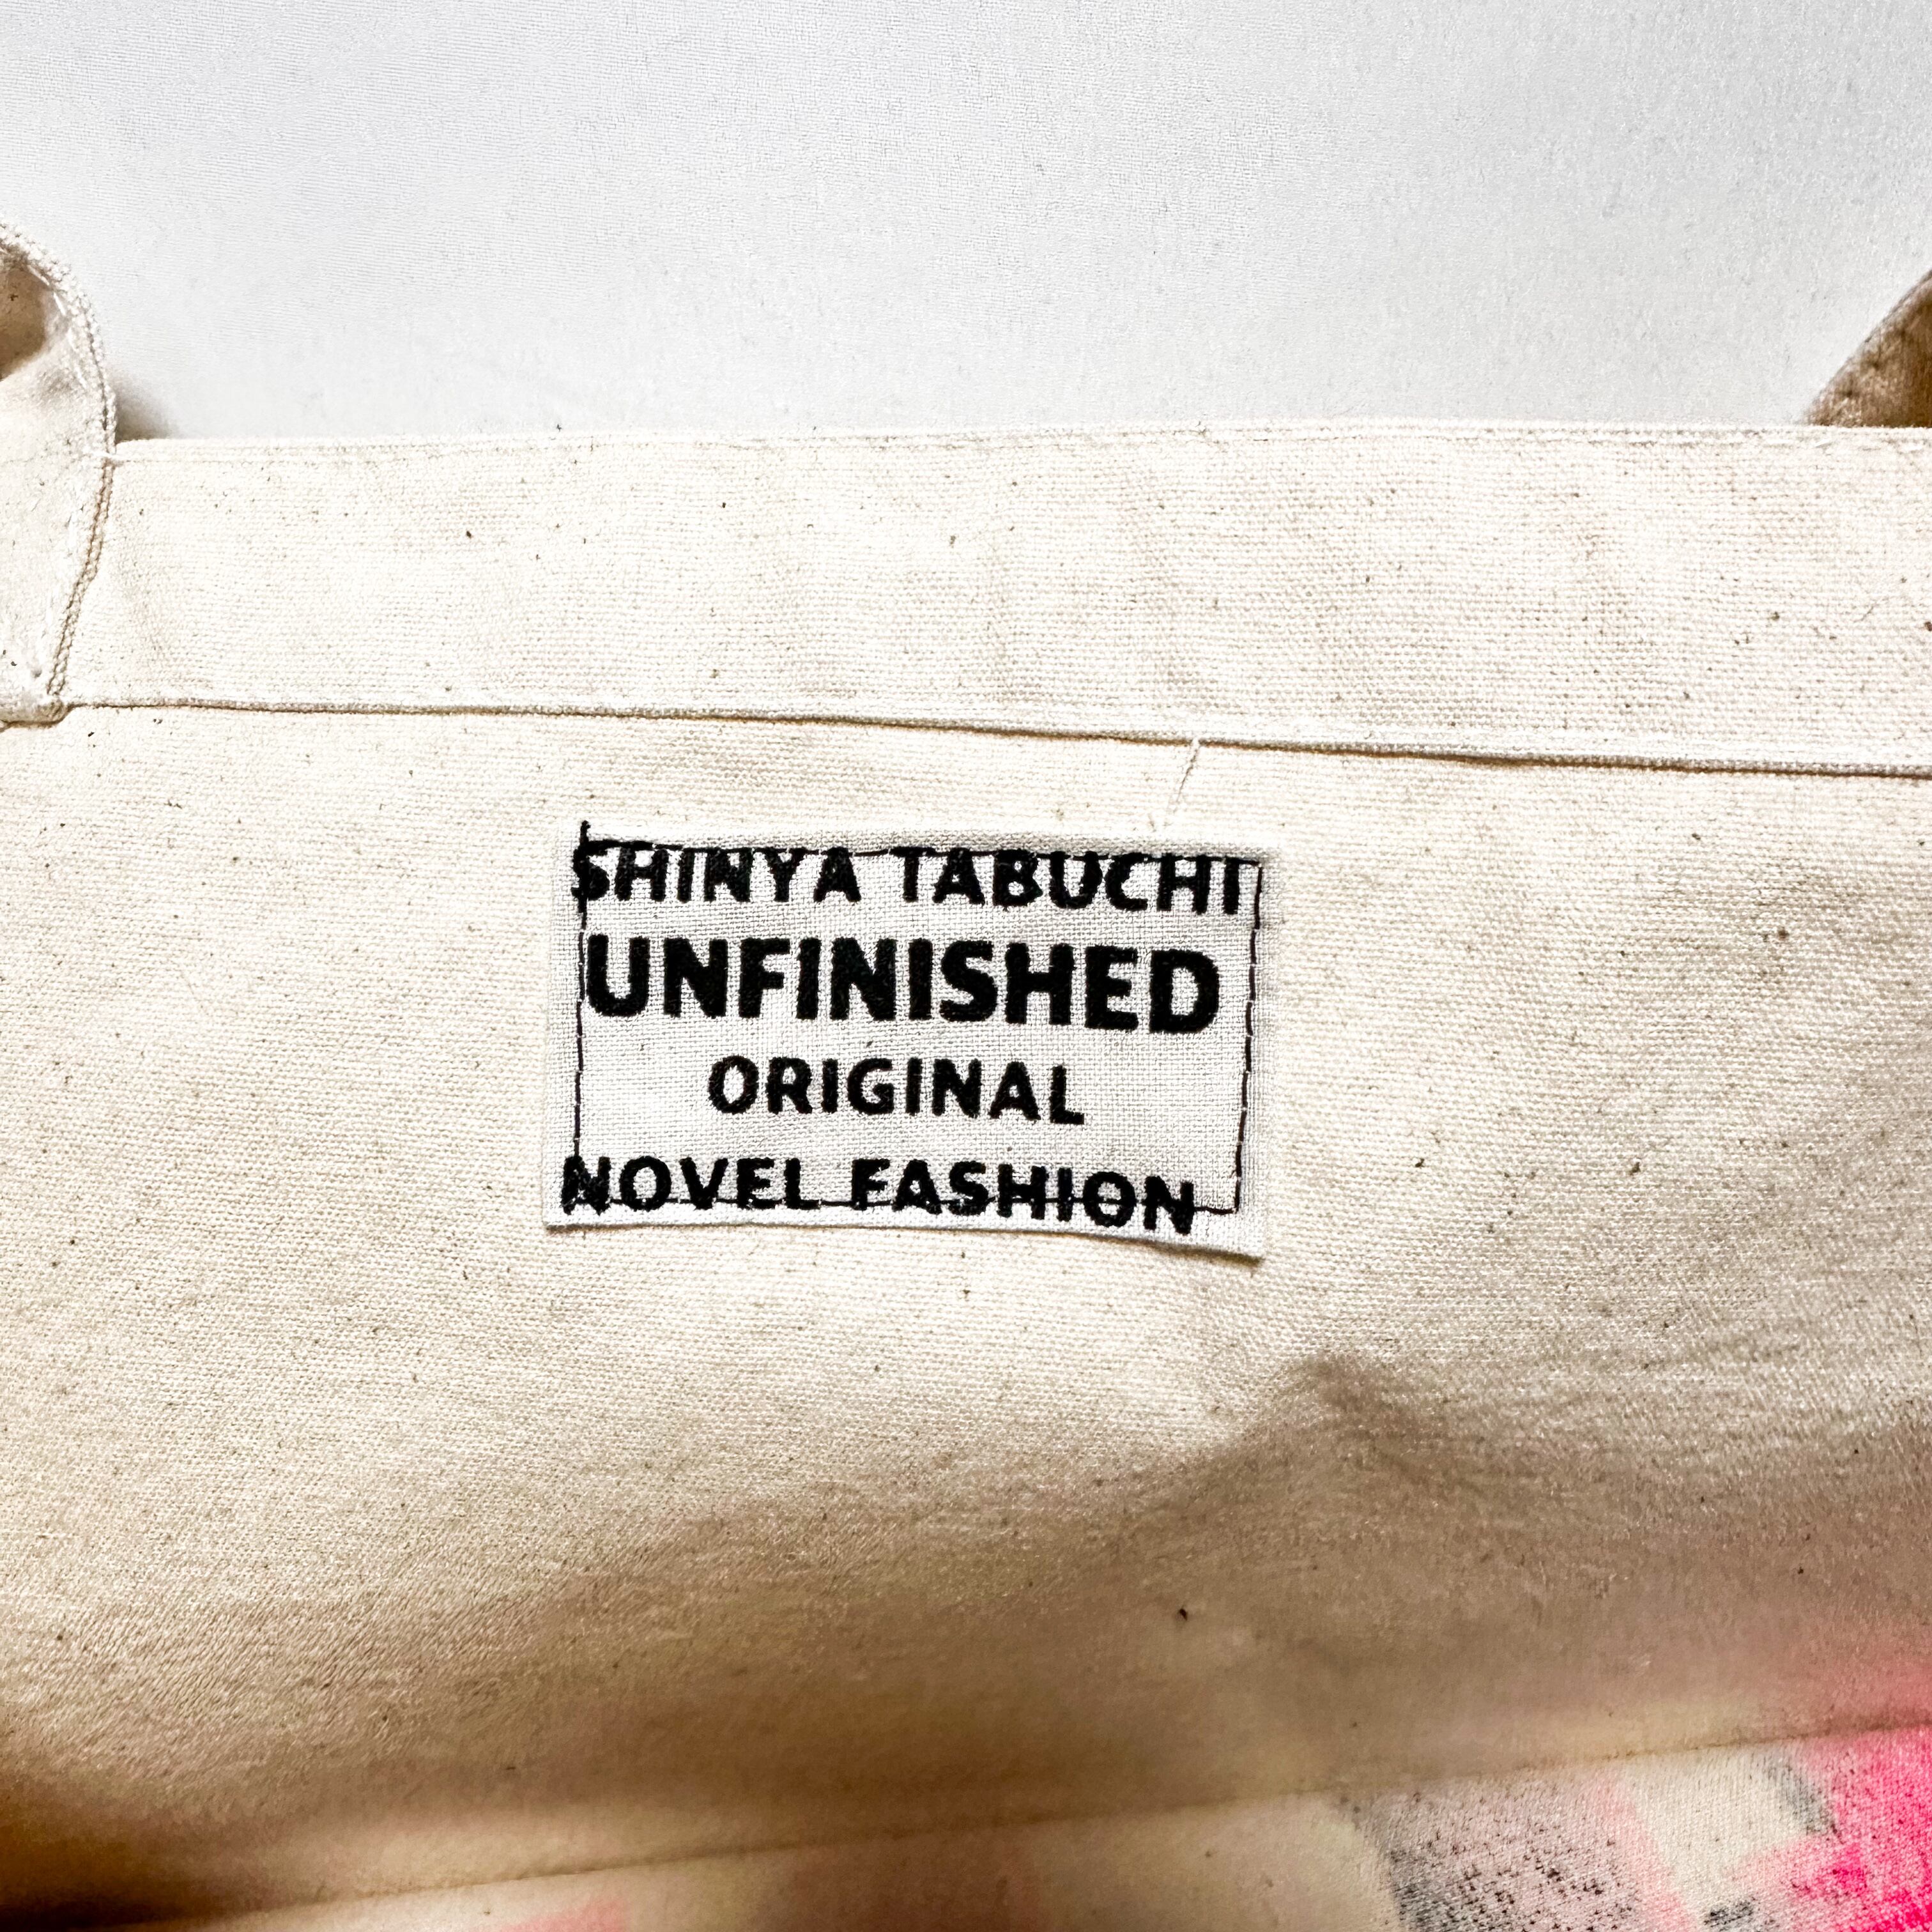 SHINYA TABUCHI
UNFINISHED
ORIGINAL
NOVEL FASHION